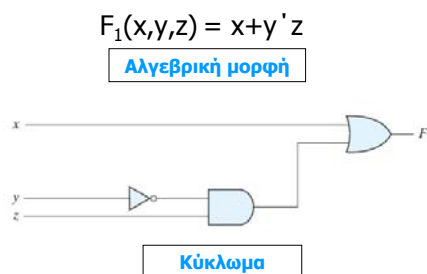 F₁(x,y,z) = x+y'z
Αλγεβρική μορφή
x
F
y
z
Κύκλωμα